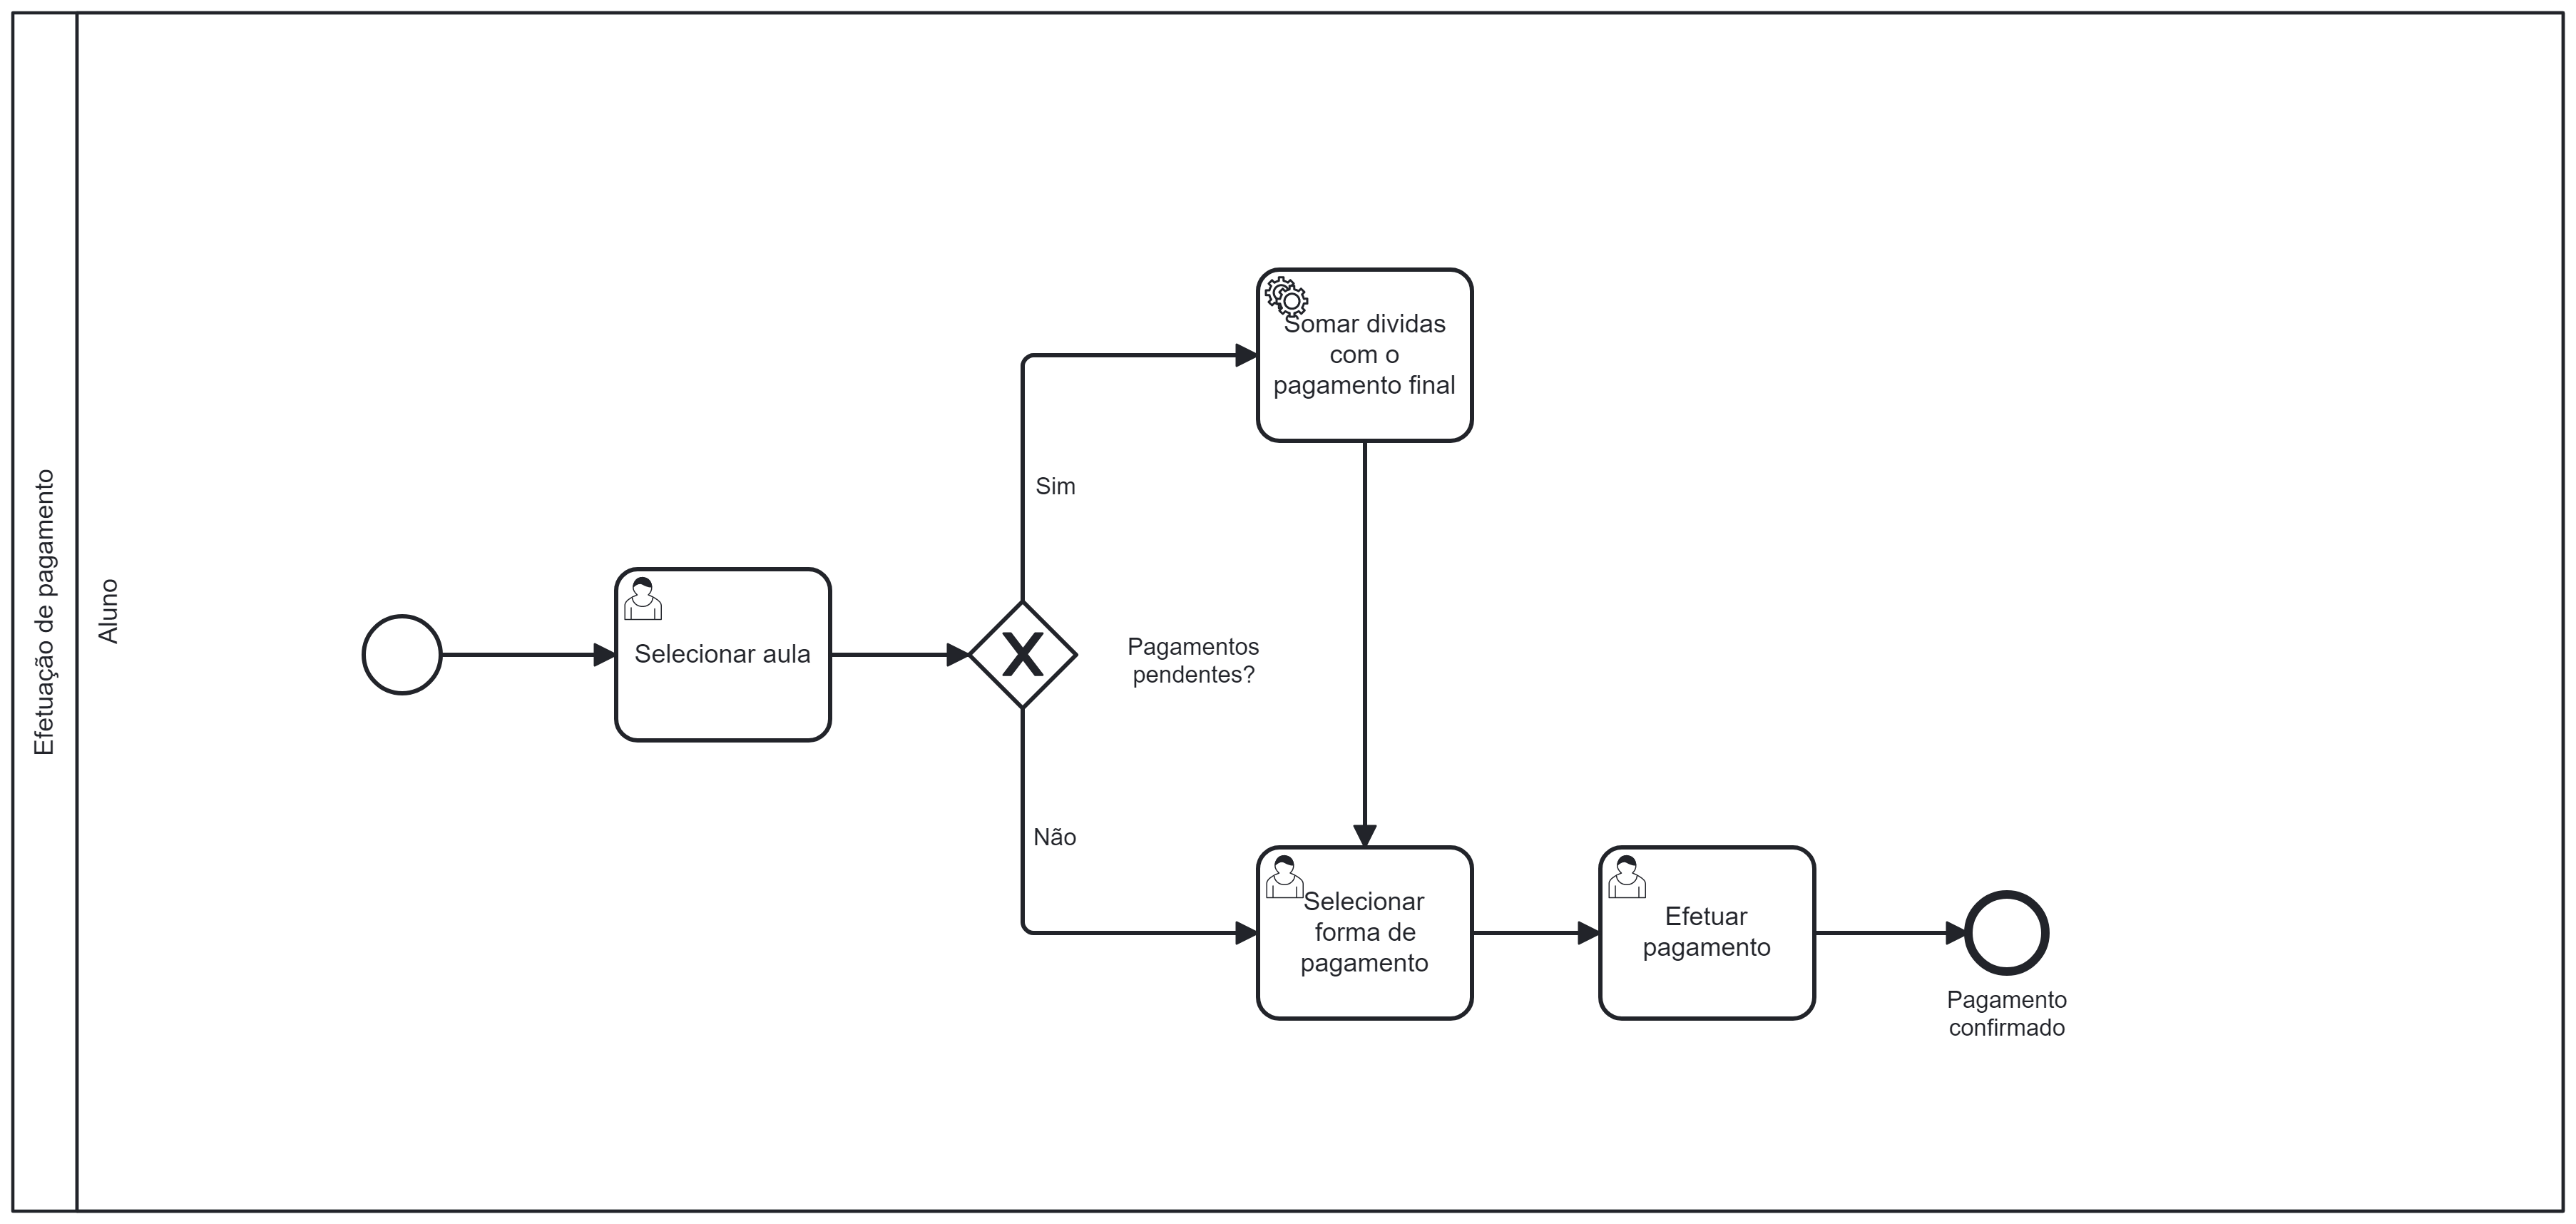 Efetuação de pagamento
Aluno
Selecionar aula
Sim
Pagamentos
pendentes?
Não
Somar dividas
com o
pagamento final
Selecionar
forma de
pagamento
Efetuar
pagamento
Pagamento
confirmado